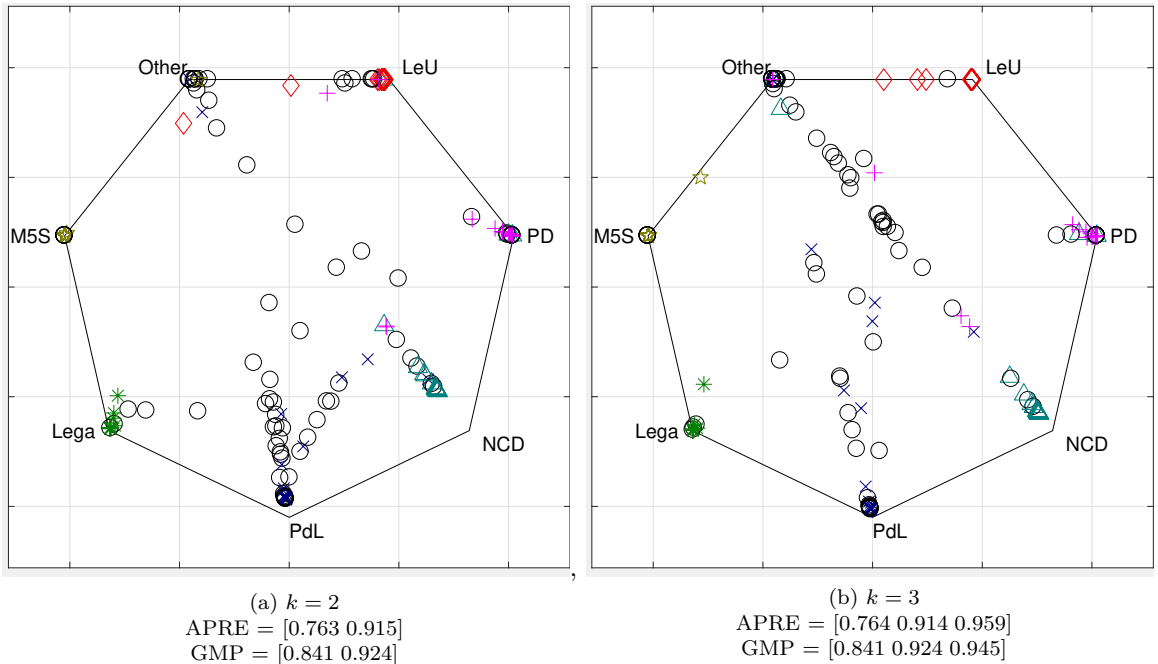 Other
LeU
M5S
PD
Lega
NCD
PdL
,
(a) k = 2
APRE = [0.763 0.915]
GMP = [0.841 0.924]
Other
LeU
M5S
PD
Lega
NCD
PdL
(b) k = 3
APRE = [0.764 0.914 0.959]
GMP = [0.841 0.924 0.945]